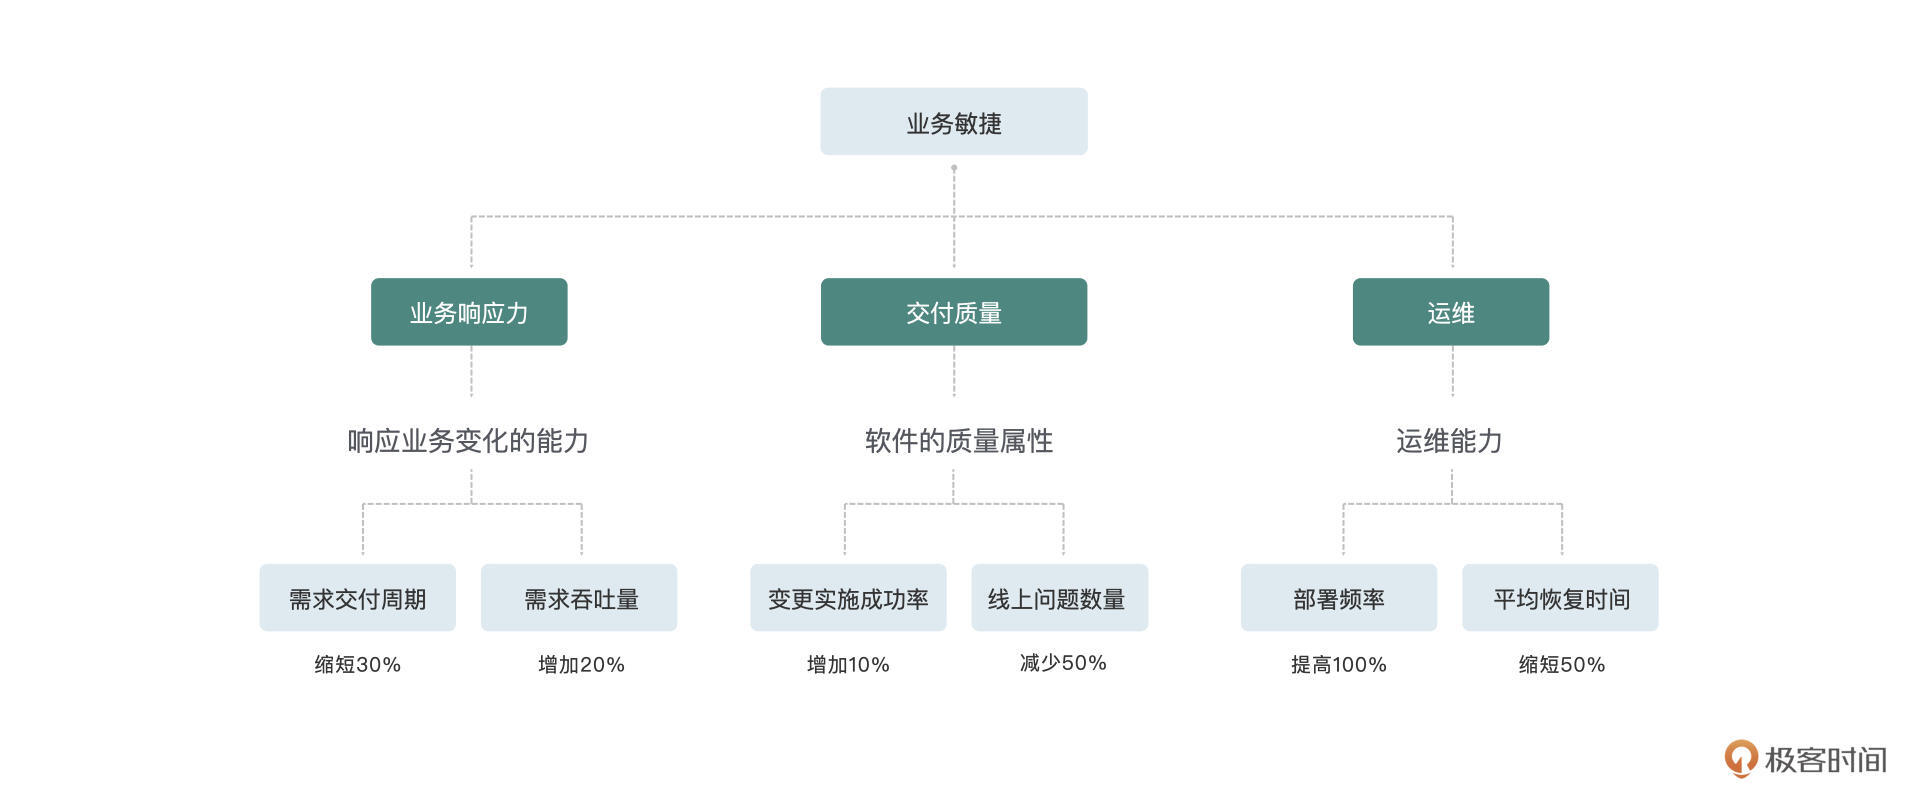 业务敏捷
业务响应力
交付质量
运维
响应业务变化的能力
软件的质量属性
运维能力
需求交付周期
需求吞吐量
变更实施成功率
线上问题数量
部署频率
平均恢复时间
缩短30%
增加20%
增加10%
减少50%
提高100%
缩短50%
极客时间